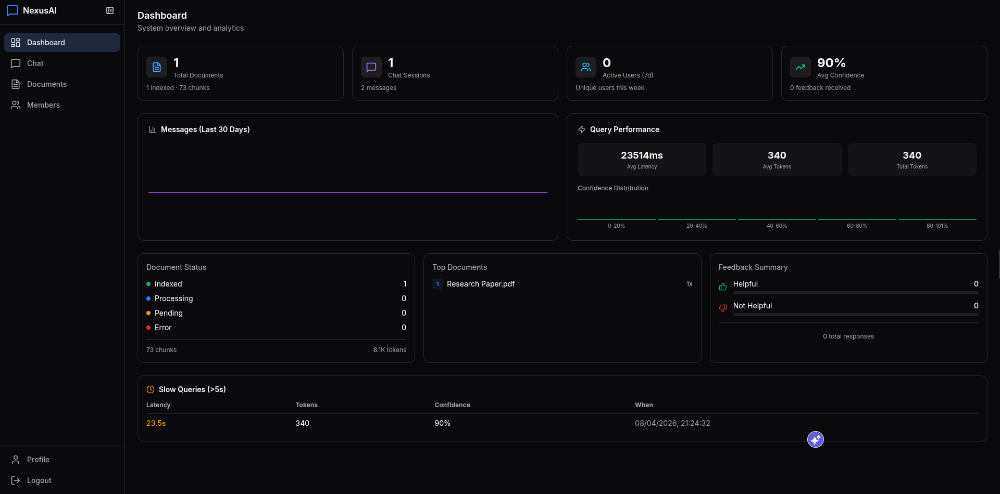 NexusAI
Dashboard
Chat
Documents
Members
Profile
Logout
Dashboard
System overview and analytics
1
Total Documents
1 indexed · 73 chunks
1
Chat Sessions
2 messages
0
Active Users (7d)
Unique users this week
90%
Avg Confidence
0 feedback received
Messages (Last 30 Days)
Query Performance
23514ms
Avg Latency
340
Avg Tokens
340
Total Tokens
Confidence Distribution
0-20% 20-40% 40-60% 60-80% 80-101%
Document Status
Indexed 1
Processing 0
Pending 0
Error 0
73 chunks 8.1K tokens
Top Documents
1 Research Paper.pdf 1x
Feedback Summary
Helpful 0
Not Helpful 0
0 total responses
Slow Queries (>5s)
Latency Tokens Confidence When
23.5s 340 90% 08/04/2026, 21:24:32